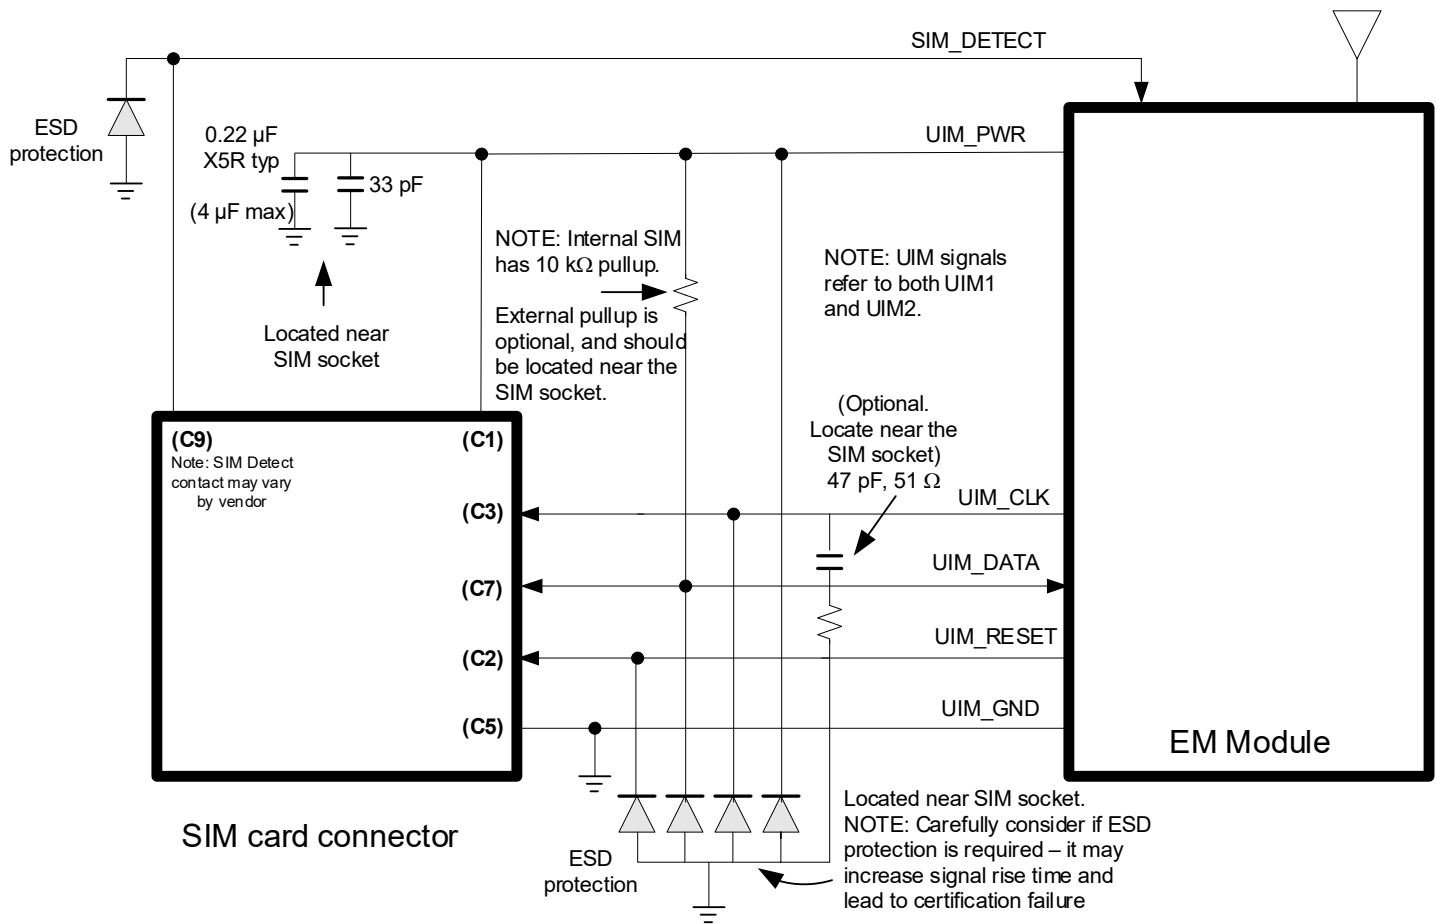 SIM_DETECT
ESD
protection
0.22 µF
X5R typ
(4 µF max)
33 pF
UIM_PWR
Located near
SIM socket
NOTE: Internal SIM
has 10 kΩ pullup.
External pullup is
optional, and should
be located near the
SIM socket.
NOTE: UIM signals
refer to both UIM1
and UIM2.
(Optional.
Locate near the
SIM socket)
47 pF, 51 Ω
(C9)
Note: SIM Detect
contact may vary
by vendor
(C1)
(C3)
UIM_CLK
(C7)
UIM_DATA
(C2)
UIM_RESET
(C5)
UIM_GND
EM Module
SIM card connector
ESD
protection
Located near SIM socket.
NOTE: Carefully consider if ESD
protection is required – it may
increase signal rise time and
lead to certification failure